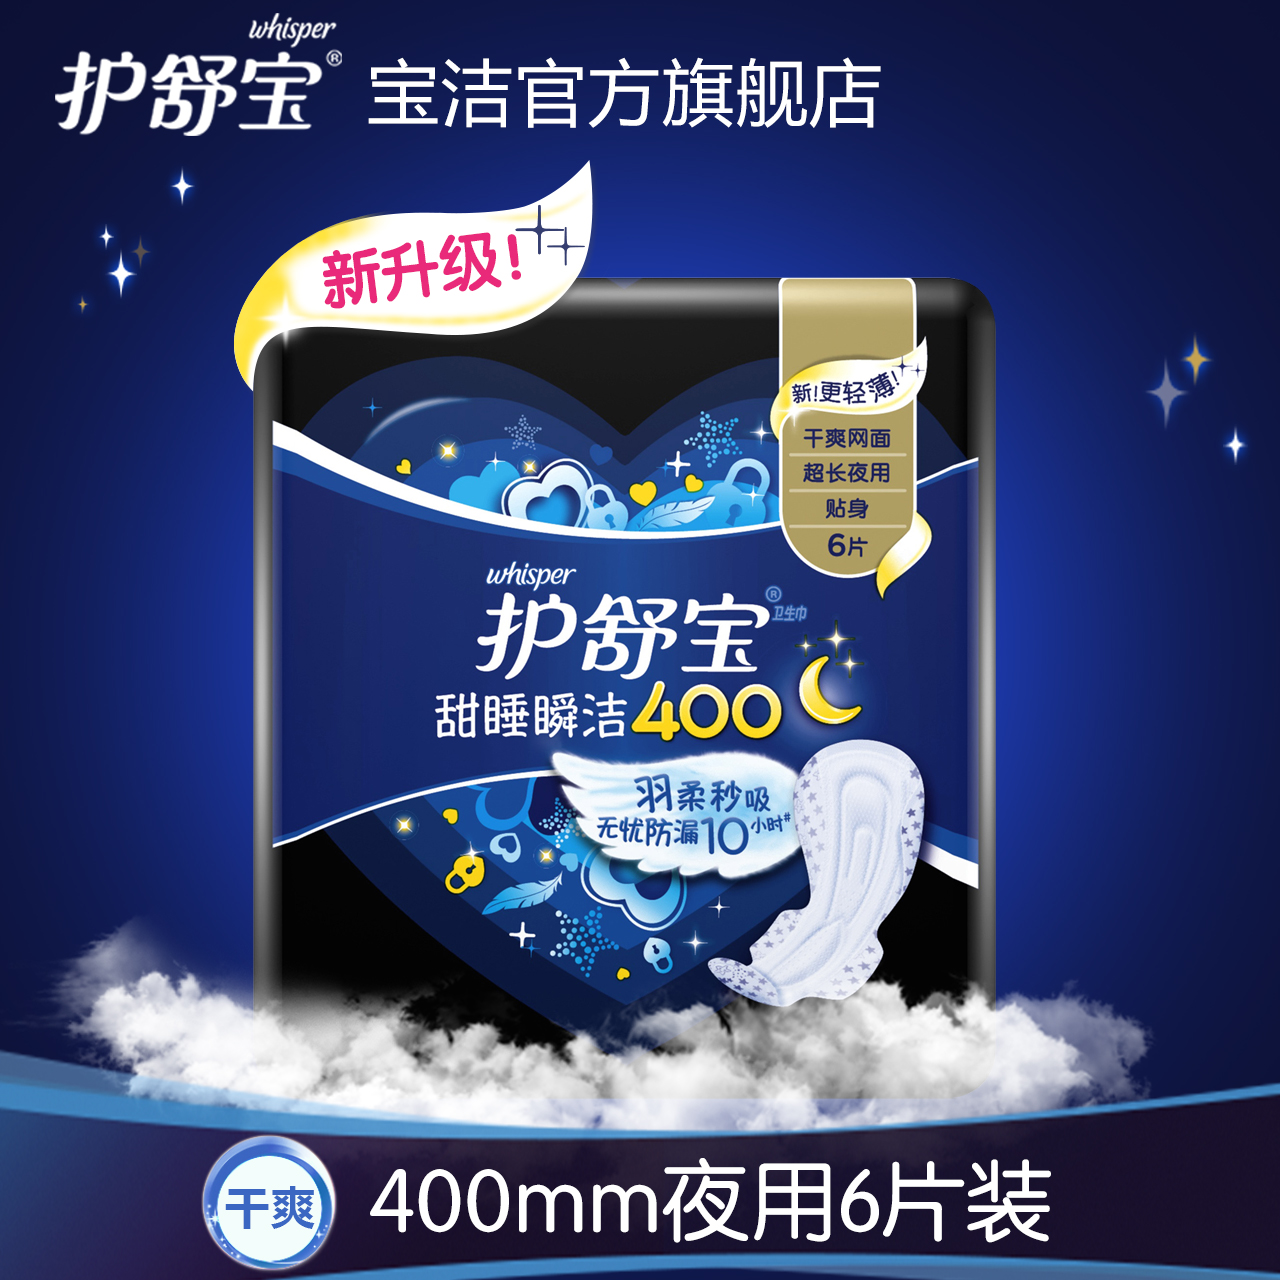 whisper
护舒宝® 宝洁官方旗舰店
新升级!
新!更轻薄!
干爽网面
超长夜用
贴身
6片
whisper
护舒宝®
卫生巾
甜睡瞬洁400
羽柔秒吸
无忧防漏10小时#
干爽
400mm夜用6片装